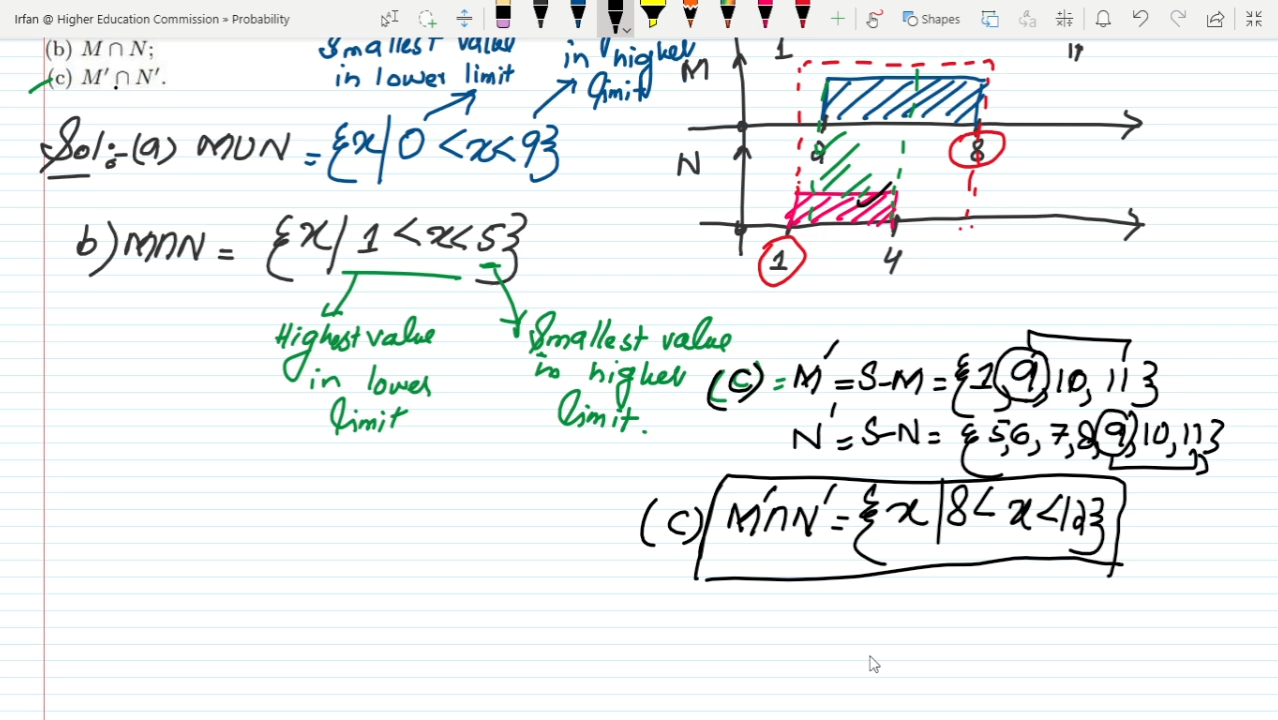 Irfan @ Higher Education Commission » Probability
Shapes
(b) M ∩ N;
(c) M′ ∩ N′.
Smallest value
in lower limit
in higher
limit
Sol:- (a) M∪N = {x | 0 < x < 9}
b) M∩N = {x | 1 < x < 5}
Highest value
in lower
limit
Smallest value
in higher
limit.
1
11
M
8
N
1
4
(C) = M′ = S-M = {1, 9, 10, 11}
N′ = S-N = {5, 6, 7, 8, 9, 10, 11}
(C) M′∩N′ = {x | 8 < x < 12}